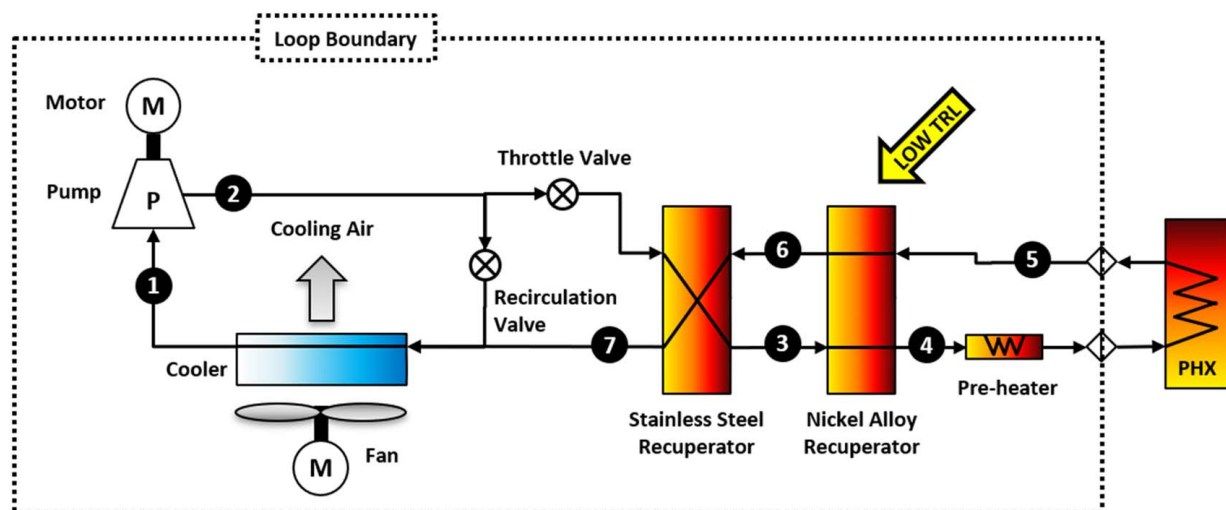 Loop Boundary
Motor
M
LOW TRL
Throttle Valve
Pump
P
2
Cooling Air
6
5
1
Recirculation
Valve
7
3
4
Cooler
PHX
Pre-heater
Stainless Steel
Recuperator
Nickel Alloy
Recuperator
Fan
M